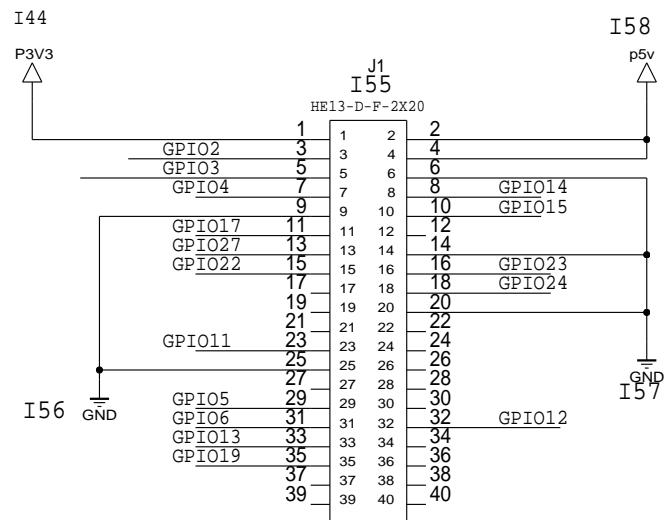 I44
P3V3
I58
p5v
J1
I55
HE13-D-F-2X20
1 1 2 2
GPIO2 3 3 4 4
GPIO3 5 5 6 6
GPIO4 7 7 8 8 GPIO14
9 9 10 10 GPIO15
GPIO17 11 11 12 12
GPIO27 13 13 14 14
GPIO22 15 15 16 16 GPIO23
17 17 18 18 GPIO24
19 19 20 20
21 21 22 22
GPIO11 23 23 24 24
25 25 26 26
27 27 28 28
GPIO5 29 29 30 30
GPIO6 31 31 32 32 GPIO12
GPIO13 33 33 34 34
GPIO19 35 35 36 36
37 37 38 38
39 39 40 40
I56 GND
GND
I57